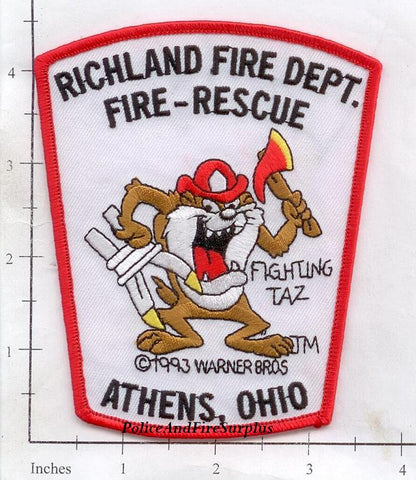 RICHLAND FIRE DEPT.
FIRE-RESCUE
FIGHTING
TAZ
TM
©1993 WARNER BROS
ATHENS, OHIO
PoliceAndFireSurplus
4
3
2
1
Inches 1 2 3 4